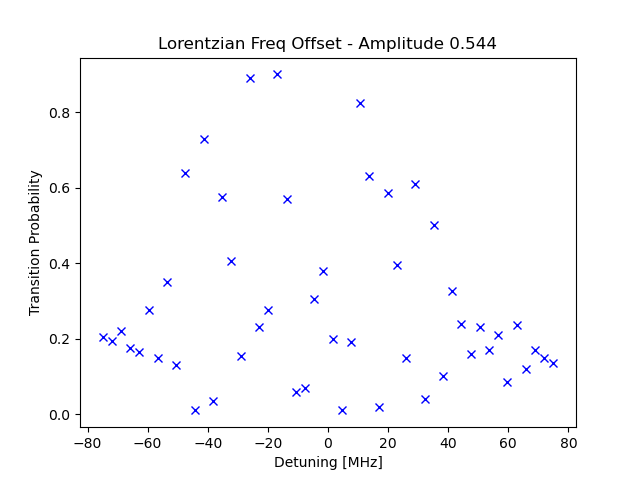 Lorentzian Freq Offset - Amplitude 0.544
Transition Probability
0.8
0.6
0.4
0.2
0.0
−80 −60 −40 −20 0 20 40 60 80
Detuning [MHz]